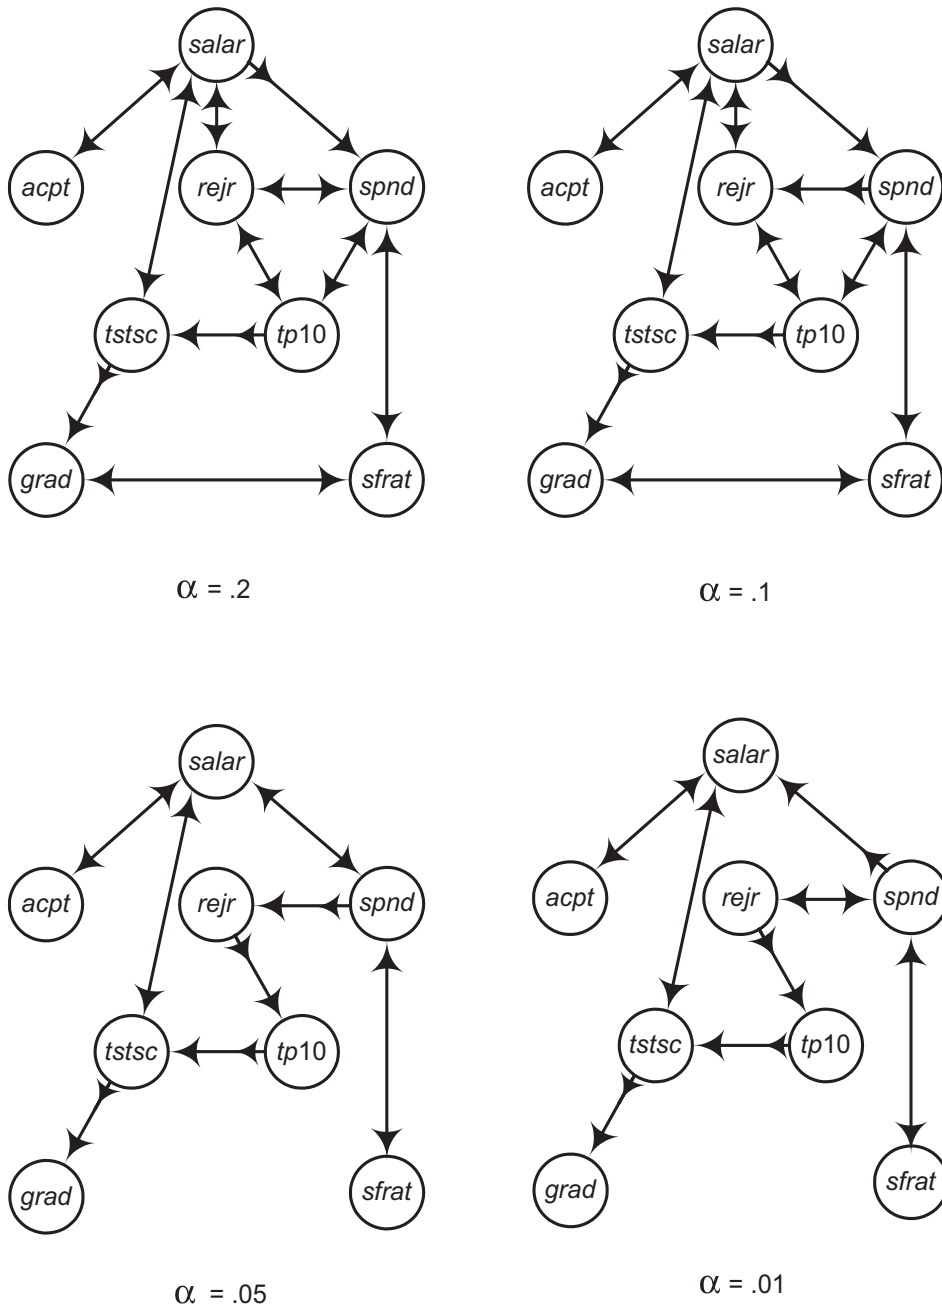 salar
salar
acpt
rejr
spnd
acpt
rejr
spnd
tstsc
tp10
tstsc
tp10
grad
sfrat
grad
sfrat
α = .2
α = .1
salar
salar
acpt
rejr
spnd
acpt
rejr
spnd
tstsc
tp10
tstsc
tp10
grad
sfrat
grad
sfrat
α = .05
α = .01